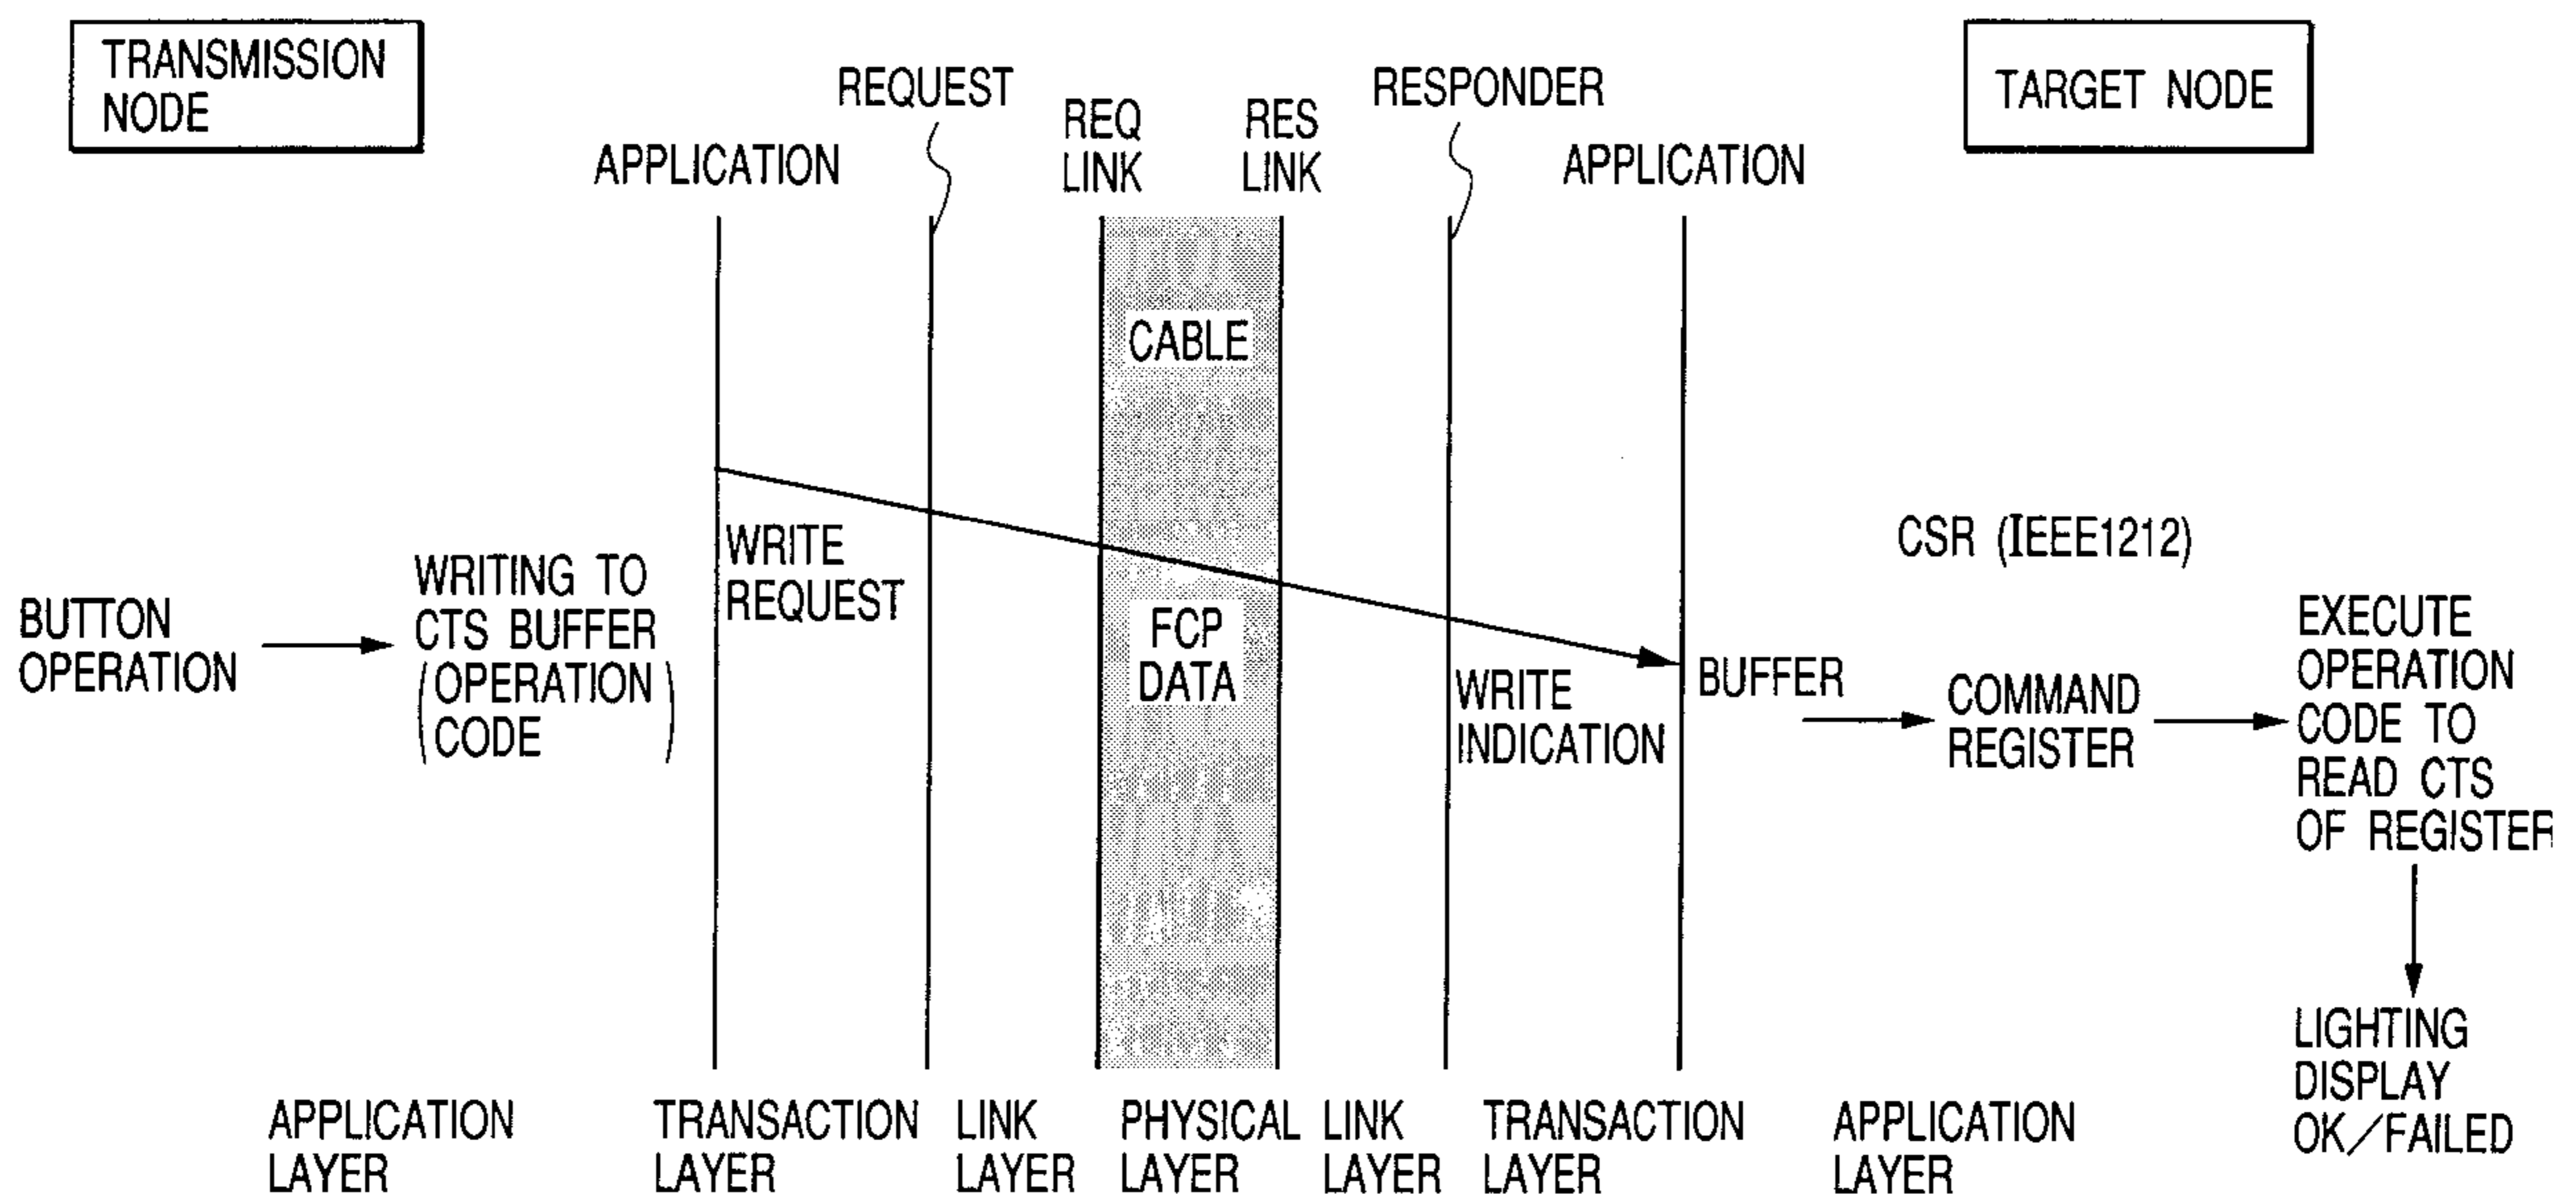 TRANSMISSION
NODE
REQUEST
RESPONDER
TARGET NODE
APPLICATION
REQ
LINK
RES
LINK
APPLICATION
CABLE
WRITE
REQUEST
CSR (IEEE1212)
BUTTON
OPERATION
WRITING TO
CTS BUFFER
(OPERATION
CODE)
FCP
DATA
WRITE
INDICATION
BUFFER
COMMAND
REGISTER
EXECUTE
OPERATION
CODE TO
READ CTS
OF REGISTER
LIGHTING
DISPLAY
OK/FAILED
APPLICATION
LAYER
TRANSACTION
LAYER
LINK
LAYER
PHYSICAL
LAYER
LINK
LAYER
TRANSACTION
LAYER
APPLICATION
LAYER